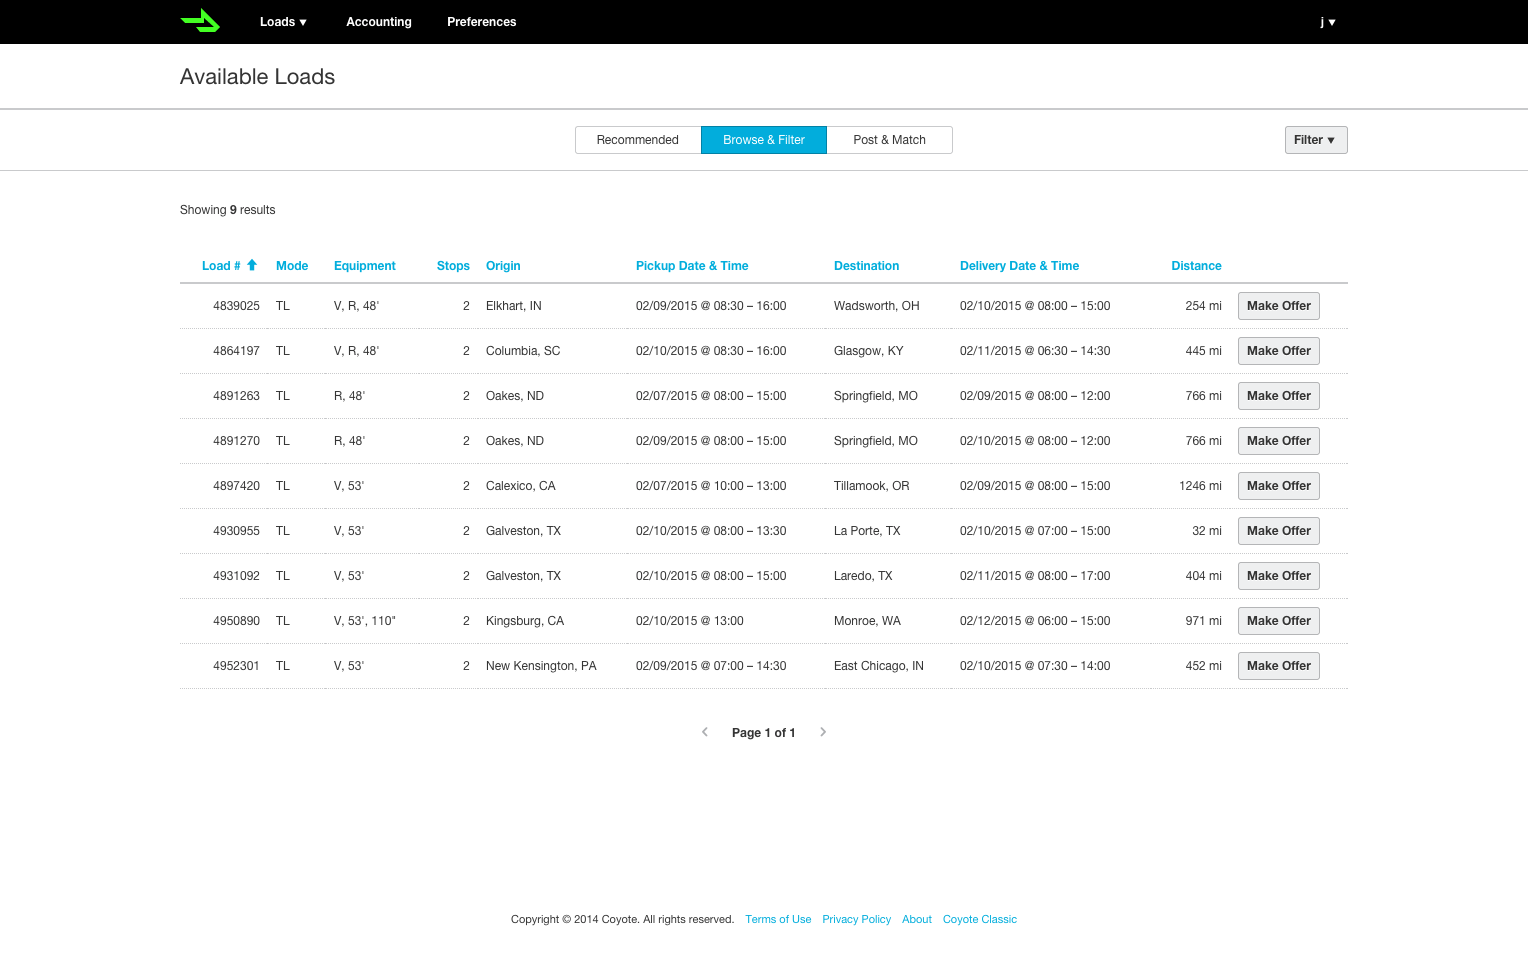 Loads ▼ Accounting Preferences j ▼
Available Loads
Recommended Browse & Filter Post & Match Filter ▼
Showing 9 results
Load # Mode Equipment Stops Origin Pickup Date & Time Destination Delivery Date & Time Distance
4839025 TL V, R, 48' 2 Elkhart, IN 02/09/2015 @ 08:30 – 16:00 Wadsworth, OH 02/10/2015 @ 08:00 – 15:00 254 mi Make Offer
4864197 TL V, R, 48' 2 Columbia, SC 02/10/2015 @ 08:30 – 16:00 Glasgow, KY 02/11/2015 @ 06:30 – 14:30 445 mi Make Offer
4891263 TL R, 48' 2 Oakes, ND 02/07/2015 @ 08:00 – 15:00 Springfield, MO 02/09/2015 @ 08:00 – 12:00 766 mi Make Offer
4891270 TL R, 48' 2 Oakes, ND 02/09/2015 @ 08:00 – 15:00 Springfield, MO 02/10/2015 @ 08:00 – 12:00 766 mi Make Offer
4897420 TL V, 53' 2 Calexico, CA 02/07/2015 @ 10:00 – 13:00 Tillamook, OR 02/09/2015 @ 08:00 – 15:00 1246 mi Make Offer
4930955 TL V, 53' 2 Galveston, TX 02/10/2015 @ 08:00 – 13:30 La Porte, TX 02/10/2015 @ 07:00 – 15:00 32 mi Make Offer
4931092 TL V, 53' 2 Galveston, TX 02/10/2015 @ 08:00 – 15:00 Laredo, TX 02/11/2015 @ 08:00 – 17:00 404 mi Make Offer
4950890 TL V, 53', 110" 2 Kingsburg, CA 02/10/2015 @ 13:00 Monroe, WA 02/12/2015 @ 06:00 – 15:00 971 mi Make Offer
4952301 TL V, 53' 2 New Kensington, PA 02/09/2015 @ 07:00 – 14:30 East Chicago, IN 02/10/2015 @ 07:30 – 14:00 452 mi Make Offer
Page 1 of 1
Copyright © 2014 Coyote. All rights reserved. Terms of Use Privacy Policy About Coyote Classic